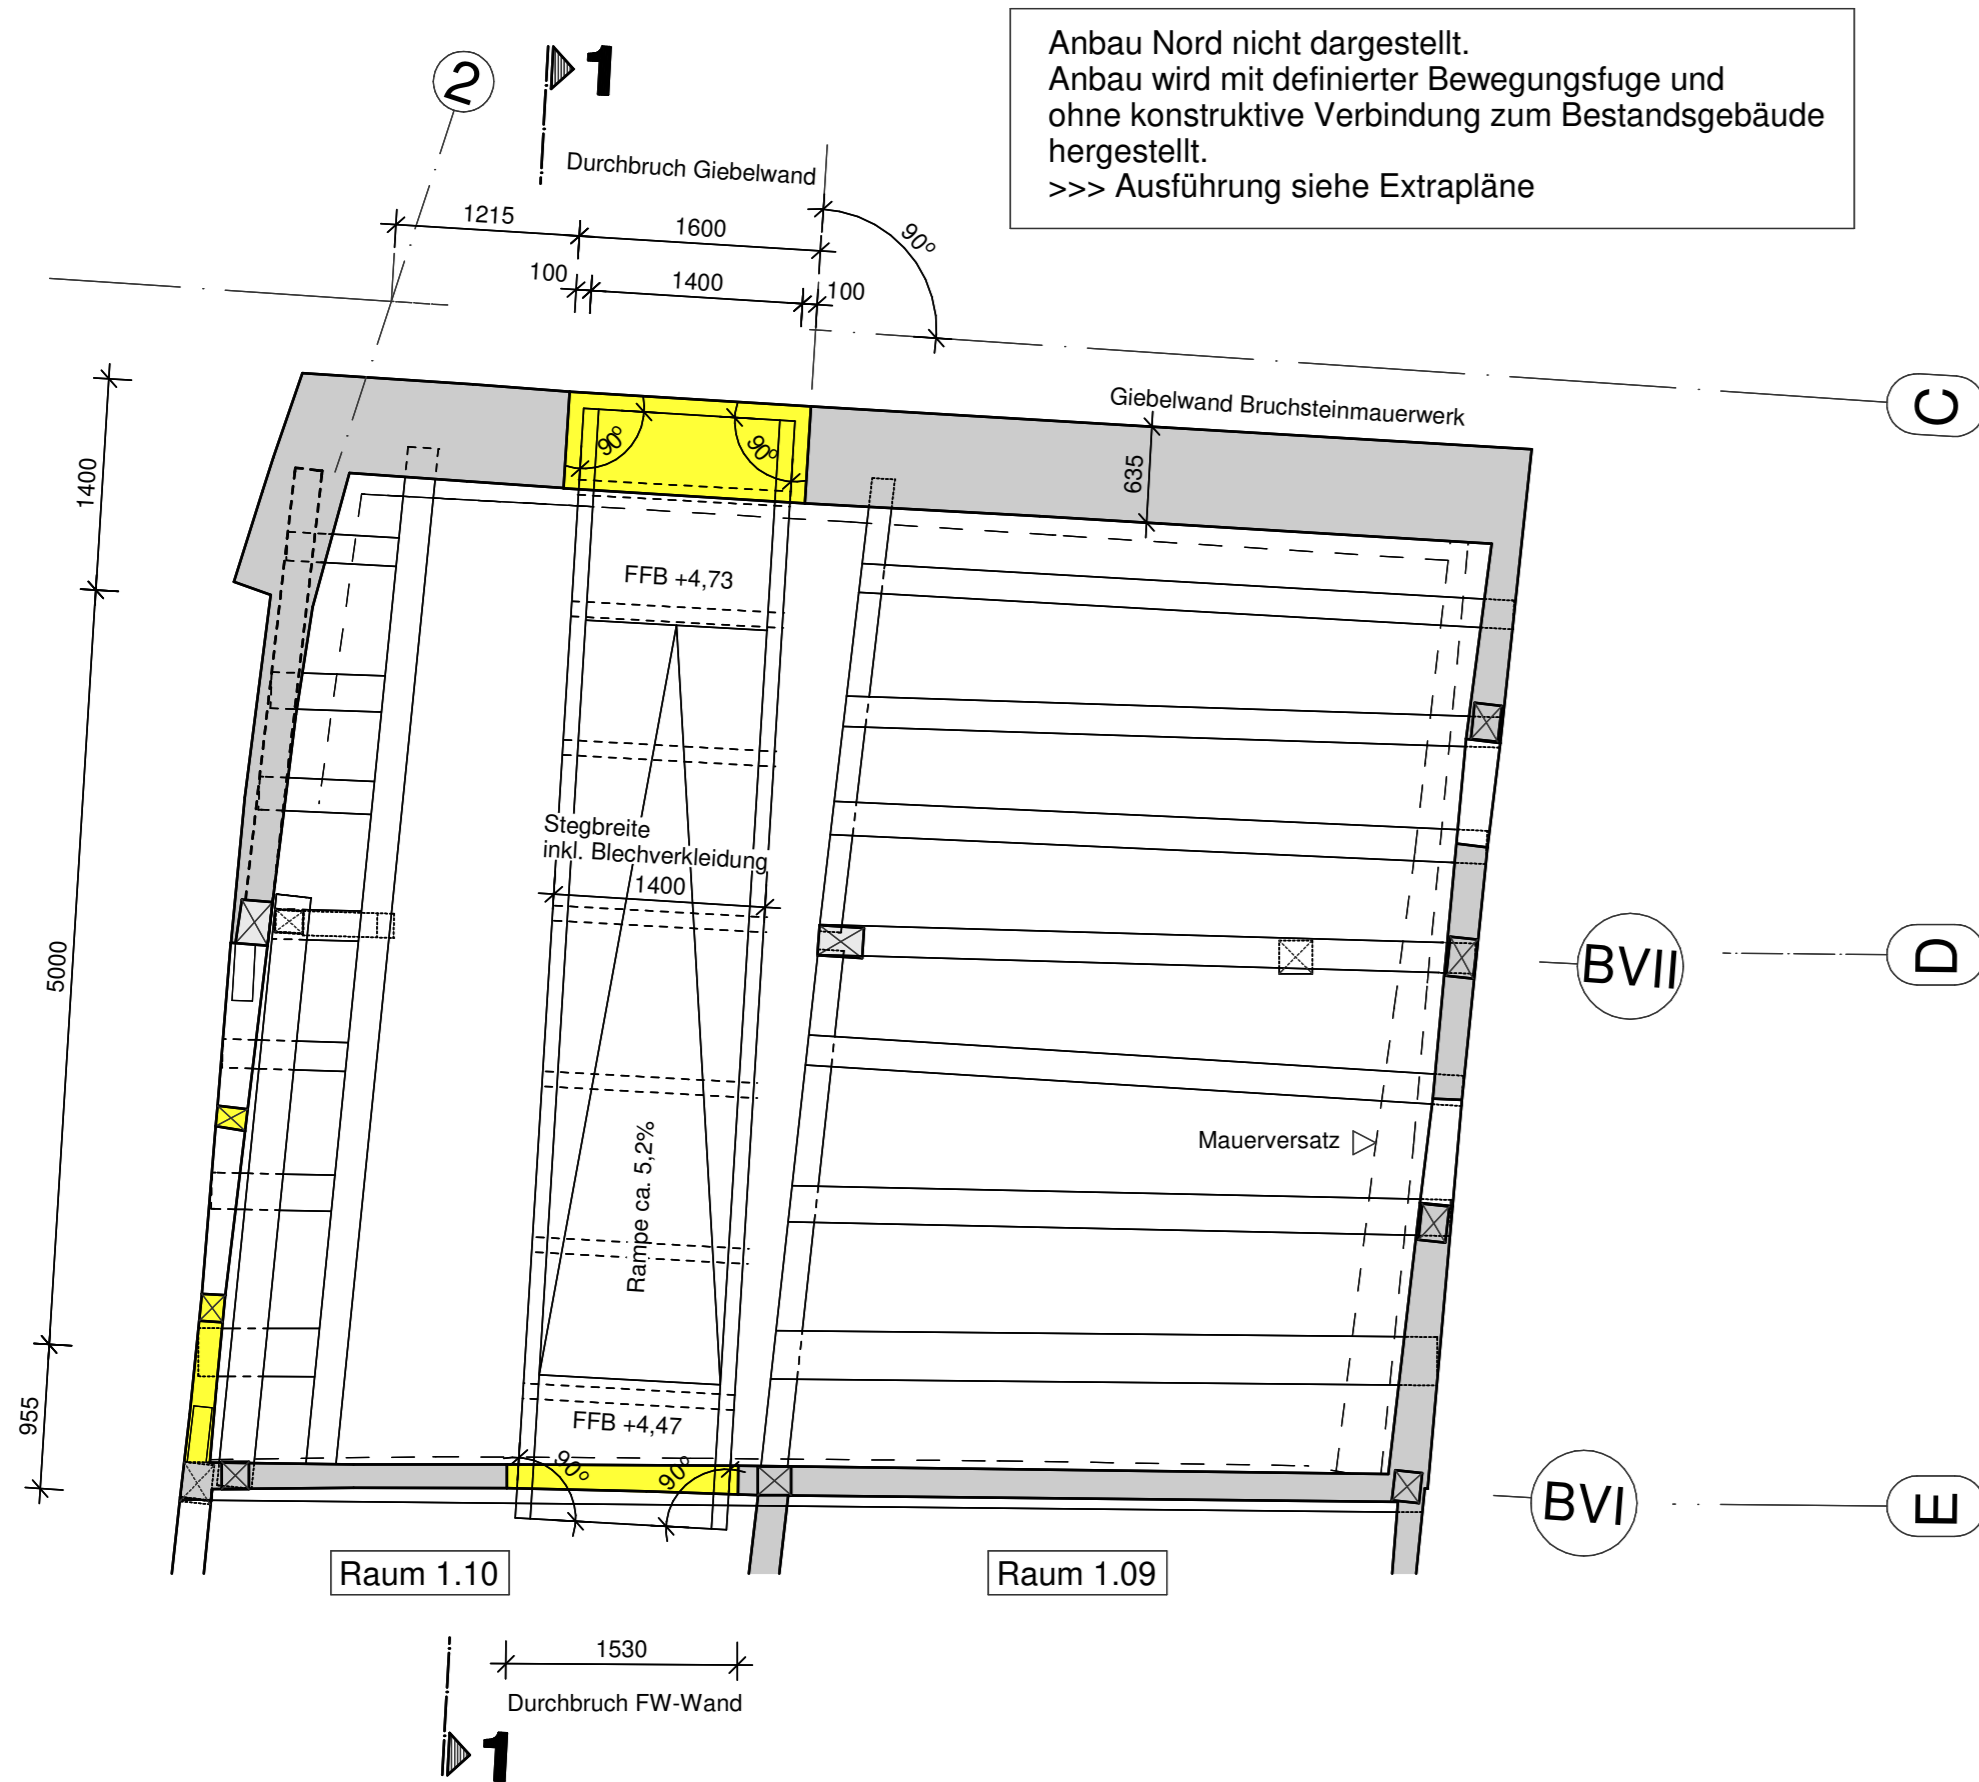 Anbau Nord nicht dargestellt.
Anbau wird mit definierter Bewegungsfuge und
ohne konstruktive Verbindung zum Bestandsgebäude
hergestellt.
>>> Ausführung siehe Extrapläne
2
1
Durchbruch Giebelwand
1215
1600
90°
100
1400
100
C
Giebelwand Bruchsteinmauerwerk
1400
90°
90°
635
FFB +4,73
Stegbreite
inkl. Blechverkleidung
1400
5000
BVII
D
Mauerversatz
Rampe ca. 5,2%
955
FFB +4,47
90°
90°
BVI
E
Raum 1.10
Raum 1.09
1530
Durchbruch FW-Wand
1